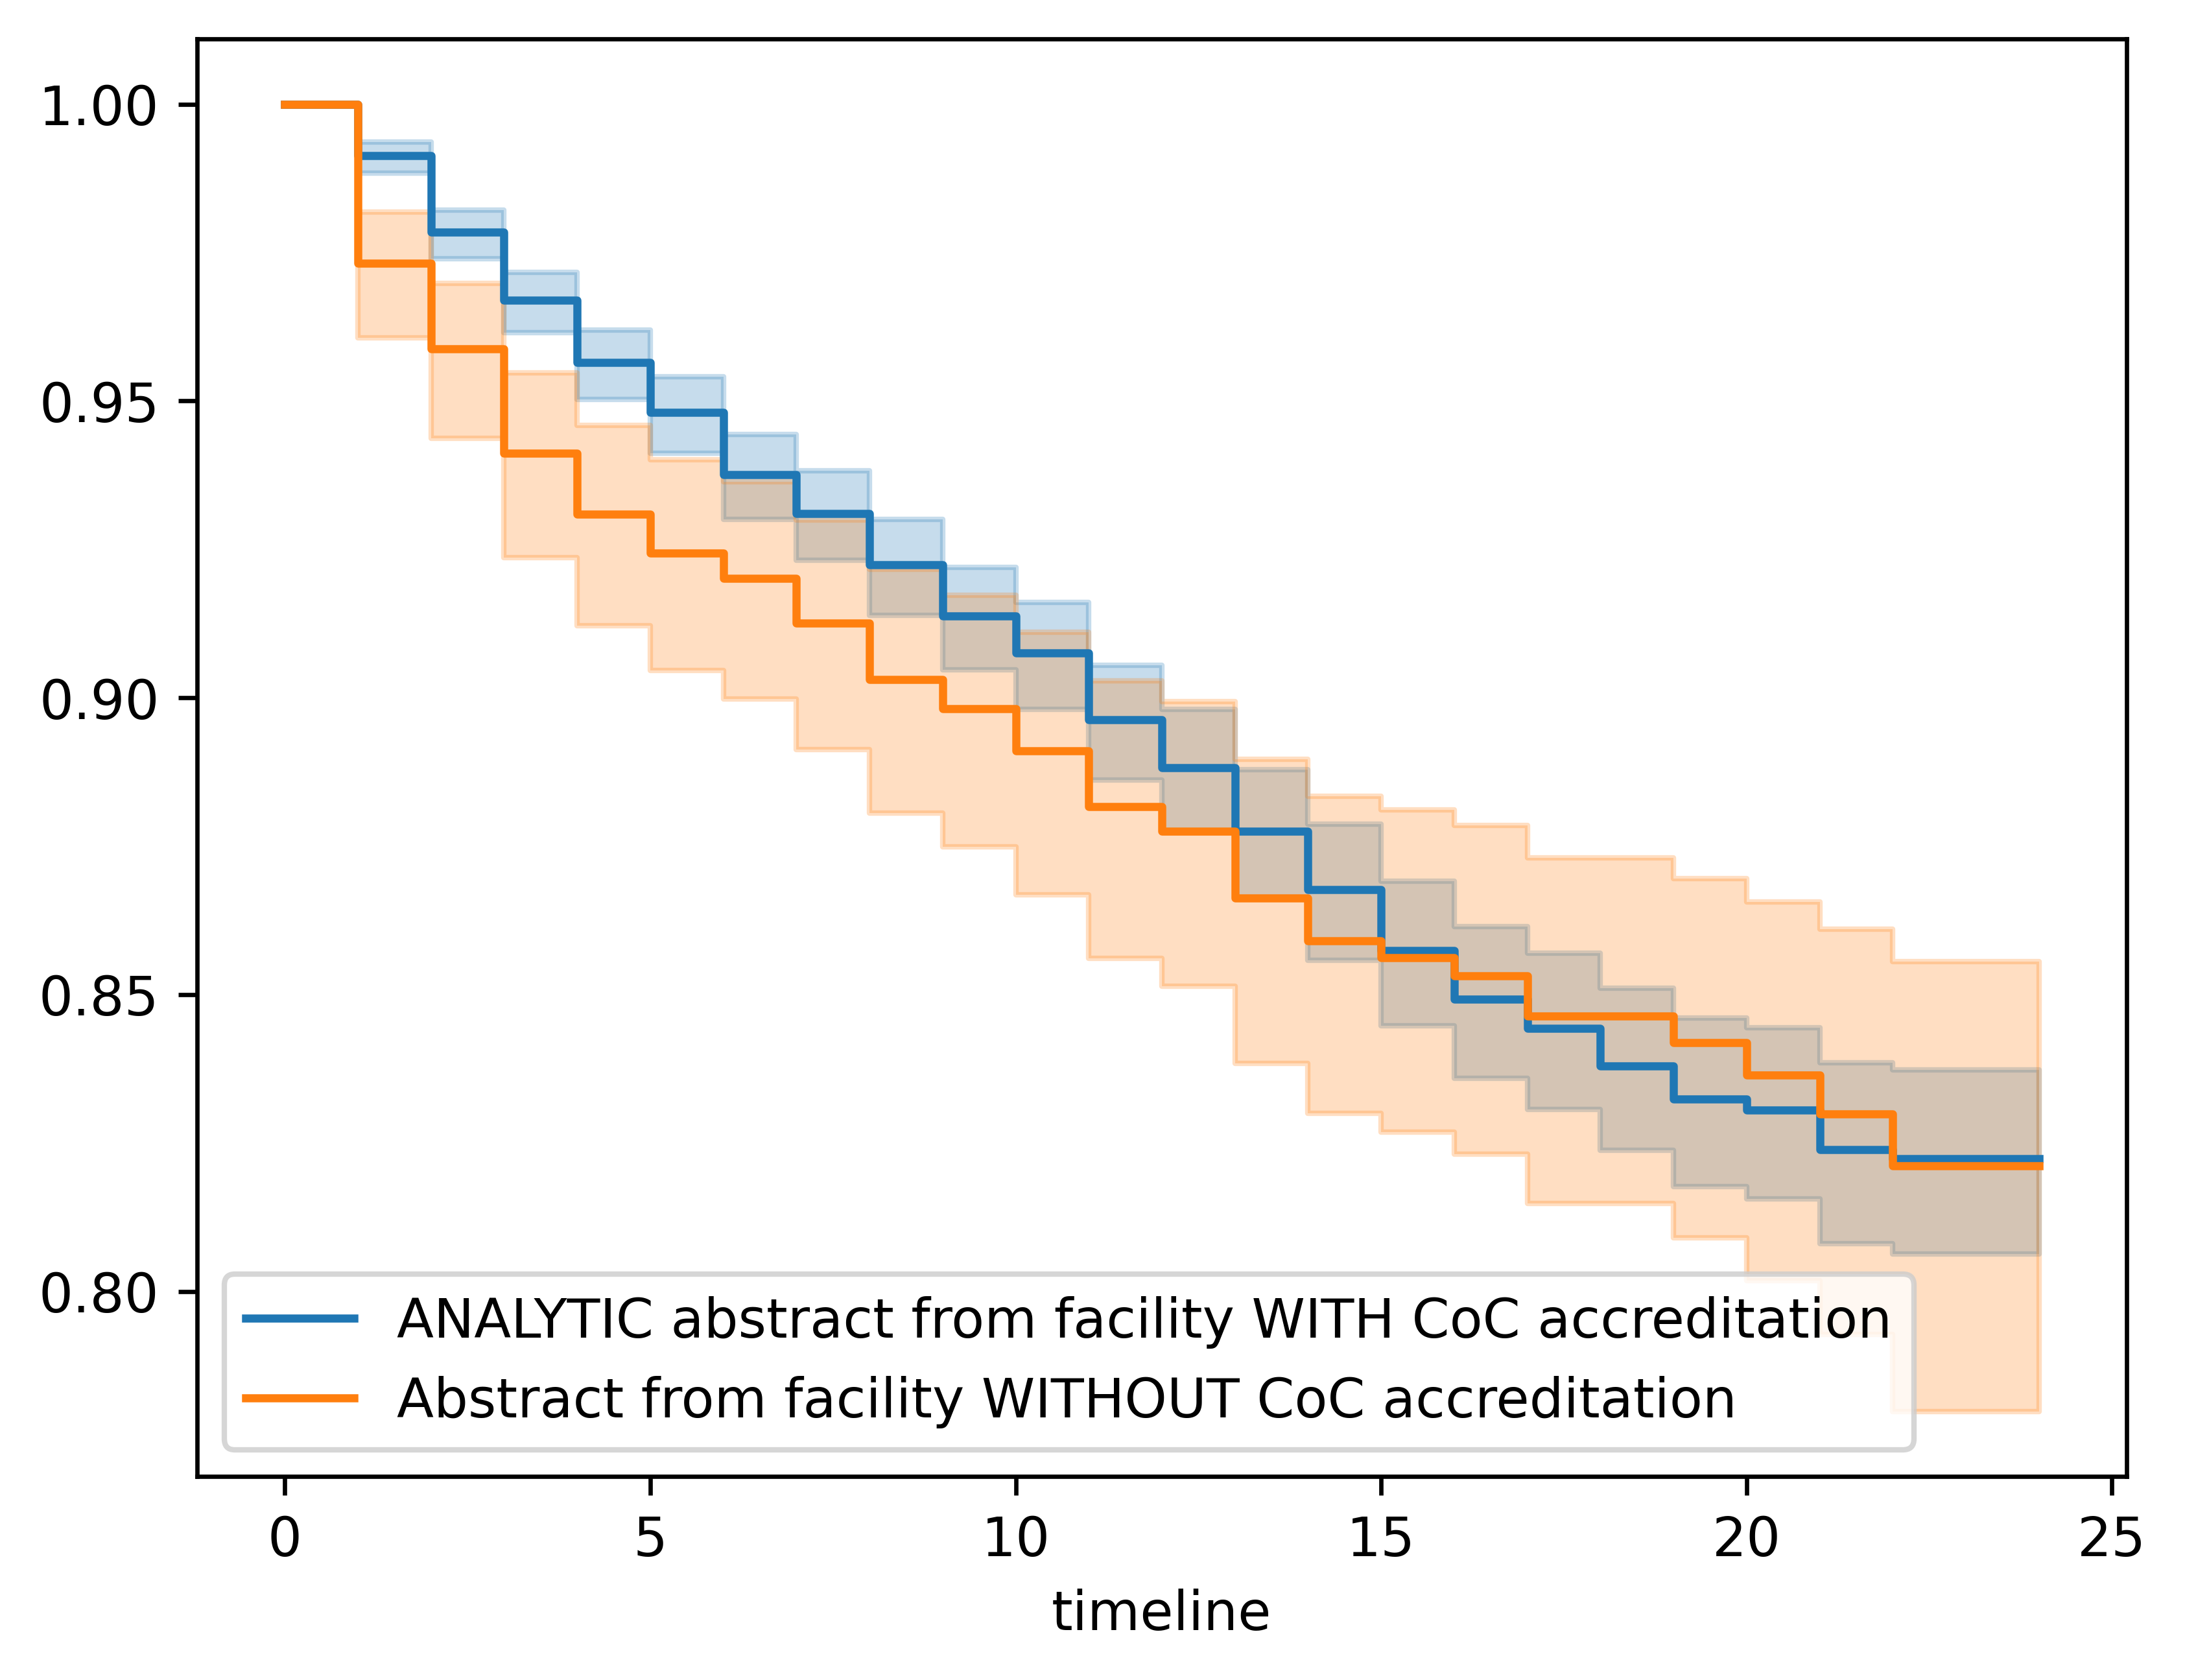 1.00
0.95
0.90
0.85
0.80
ANALYTIC abstract from facility WITH CoC accreditation
Abstract from facility WITHOUT CoC accreditation
0 5 10 15 20 25
timeline